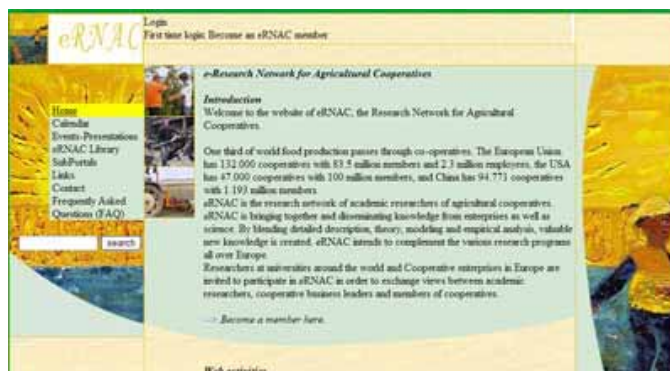 eRNAC
Login
First time login: Become an eRNAC member
Home
Calendar
Events-Presentations
eRNAC Library
SubPortals
Links
Contact
Frequently Asked
Questions (FAQ)
search
e-Research Network for Agricultural Cooperatives
Introduction
Welcome to the website of eRNAC, the Research Network for Agricultural
Cooperatives.
One third of world food production passes through co-operatives. The European Union
has 132.000 cooperatives with 83.5 million members and 2.3 million employees, the USA
has 47.000 cooperatives with 100 million members, and China has 94.771 cooperatives
with 1.193 million members.
eRNAC is the research network of academic researchers of agricultural cooperatives.
eRNAC is bringing together and disseminating knowledge from enterprises as well as
science. By blending detailed description, theory, modeling and empirical analysis, valuable
new knowledge is created. eRNAC intends to complement the various research programs
all over Europe.
Researchers at universities around the world and Cooperative enterprises in Europe are
invited to participate in eRNAC in order to exchange views between academic
researchers, cooperative business leaders and members of cooperatives.
--> Become a member here.
Web activities